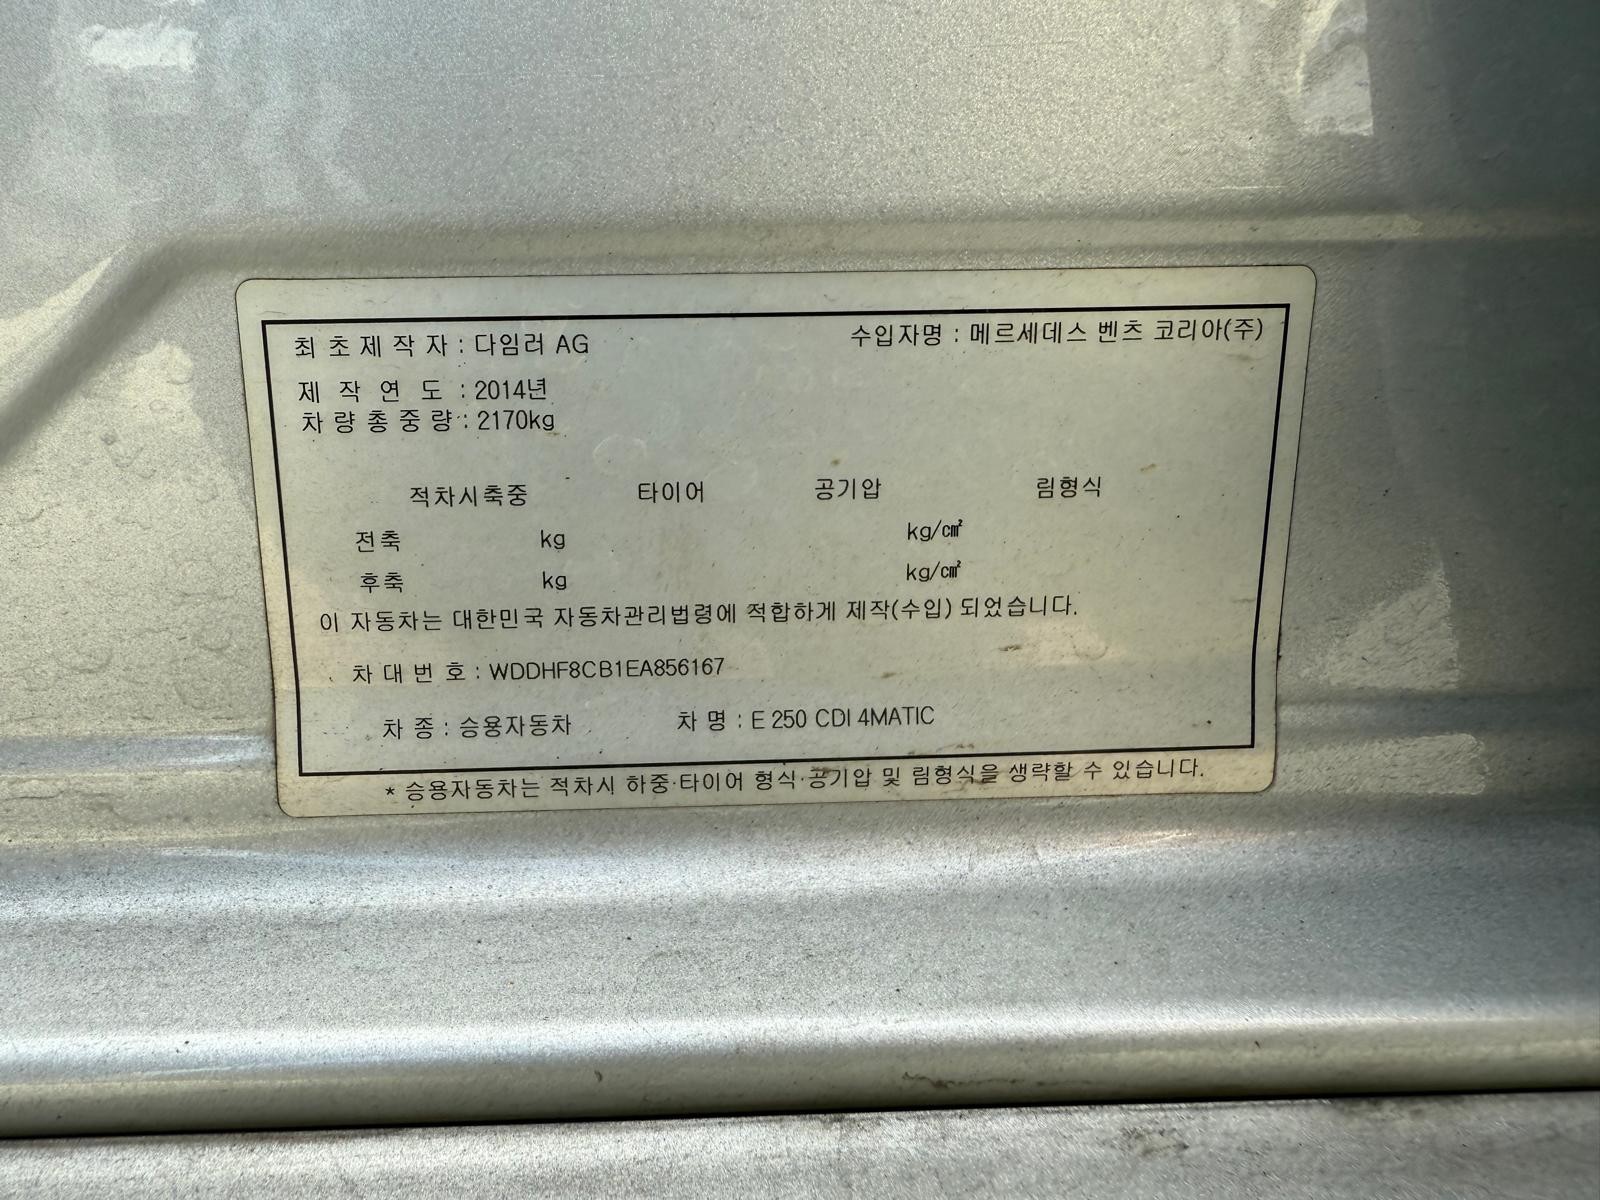 최초제작자 : 다임러 AG 수입자명 : 메르세데스 벤츠 코리아(주)
제작연도 : 2014년
차량총중량 : 2170kg
적차시축중 타이어 공기압 림형식
전축 kg kg/㎠
후축 kg kg/㎠
이 자동차는 대한민국 자동차관리법령에 적합하게 제작(수입) 되었습니다.
차대번호 : WDDHF8CB1EA856167
차종 : 승용자동차 차명 : E 250 CDI 4MATIC
* 승용자동차는 적차시 하중·타이어 형식·공기압 및 림형식을 생략할 수 있습니다.